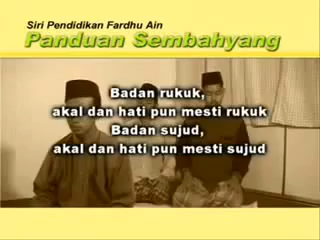 Siri Pendidikan Fardhu Ain
Panduan Sembahyang
Badan rukuk,
akal dan hati pun mesti rukuk
Badan sujud,
akal dan hati pun mesti sujud